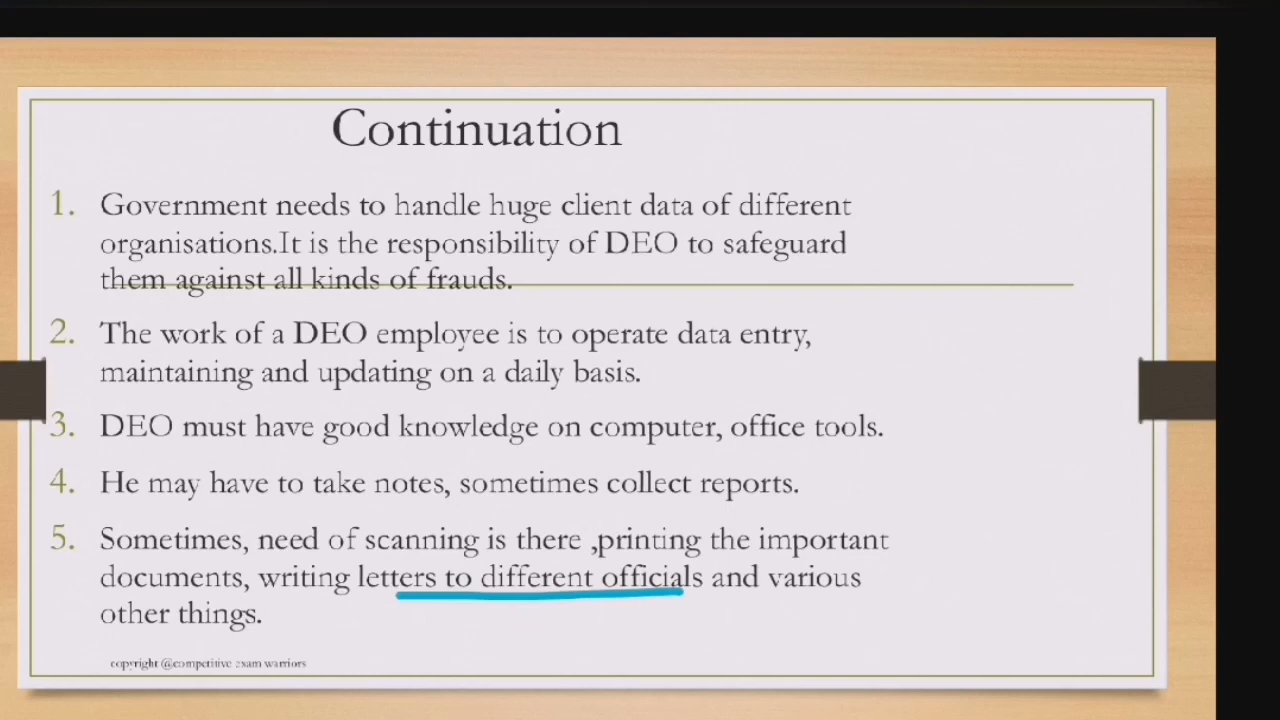 Continuation
1. Government needs to handle huge client data of different
organisations.It is the responsibility of DEO to safeguard
them against all kinds of frauds.
2. The work of a DEO employee is to operate data entry,
maintaining and updating on a daily basis.
3. DEO must have good knowledge on computer, office tools.
4. He may have to take notes, sometimes collect reports.
5. Sometimes, need of scanning is there ,printing the important
documents, writing letters to different officials and various
other things.
copyright @competitive exam warriors